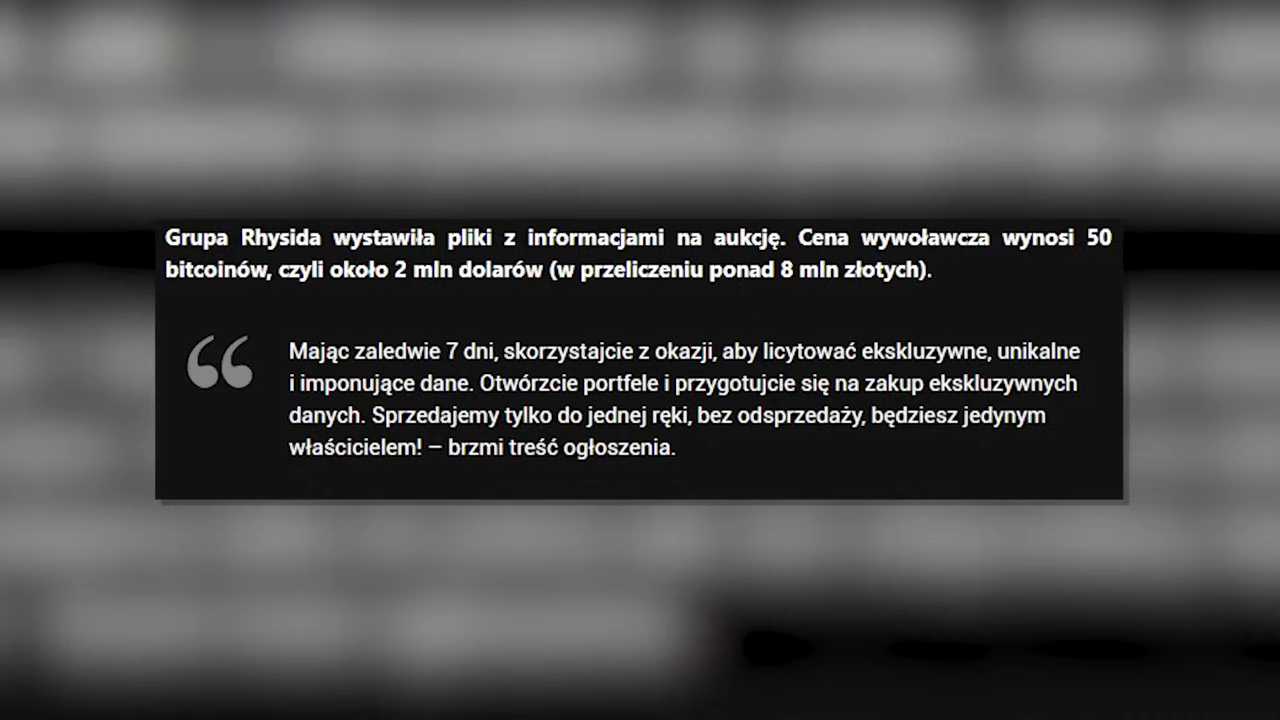 Grupa Rhysida wystawiła pliki z informacjami na aukcję. Cena wywoławcza wynosi 50
bitcoinów, czyli około 2 mln dolarów (w przeliczeniu ponad 8 mln złotych).
“ Mając zaledwie 7 dni, skorzystajcie z okazji, aby licytować ekskluzywne, unikalne
i imponujące dane. Otwórzcie portfele i przygotujcie się na zakup ekskluzywnych
danych. Sprzedajemy tylko do jednej ręki, bez odsprzedaży, będziesz jedynym
właścicielem! – brzmi treść ogłoszenia.